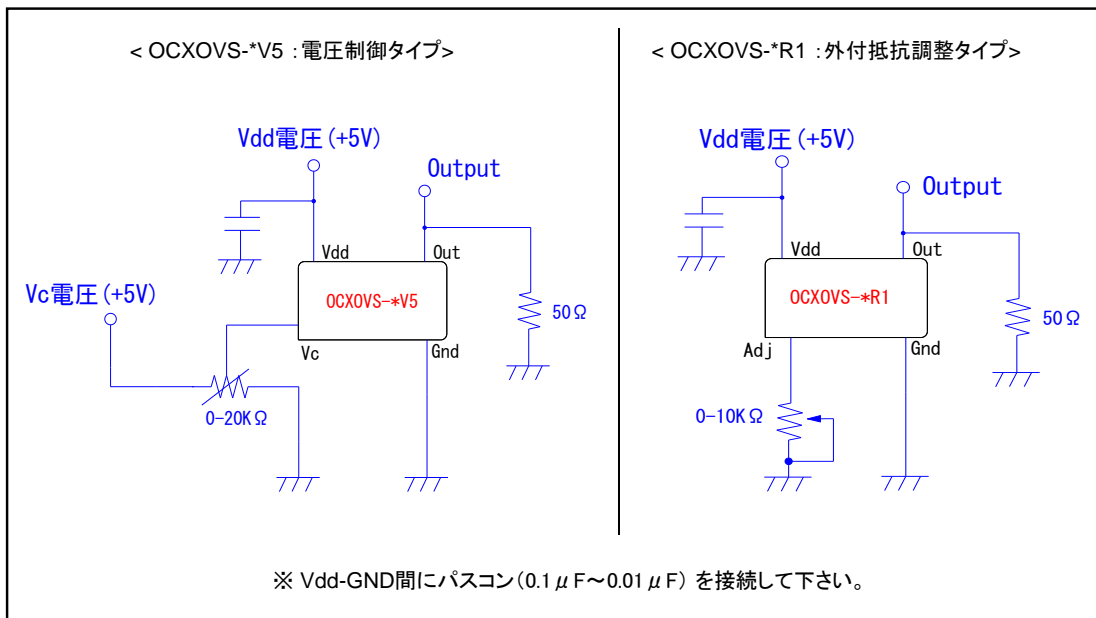 < OCXOVS-*V5 :電圧制御タイプ>
Vdd電圧(+5V)
Output
Vdd
Out
Vc電圧(+5V)
OCXOVS-*V5
50Ω
Vc
Gnd
0-20KΩ
< OCXOVS-*R1 :外付抵抗調整タイプ>
Vdd電圧(+5V)
Output
Vdd
Out
OCXOVS-*R1
50Ω
Adj
Gnd
0-10KΩ
※ Vdd-GND間にパスコン(0.1μF～0.01μF) を接続して下さい。